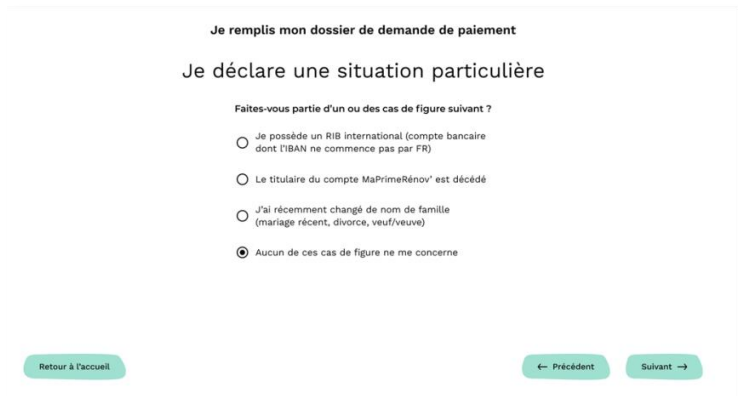 Je remplis mon dossier de demande de paiement
Je déclare une situation particulière
Faites-vous partie d'un ou des cas de figure suivant ?
Je possède un RIB international (compte bancaire
dont l'IBAN ne commence pas par FR)
Le titulaire du compte MaPrimeRénov' est décédé
J'ai récemment changé de nom de famille
(mariage récent, divorce, veuf/veuve)
Aucun de ces cas de figure ne me concerne
Retour à l'accueil
← Précédent
Suivant →